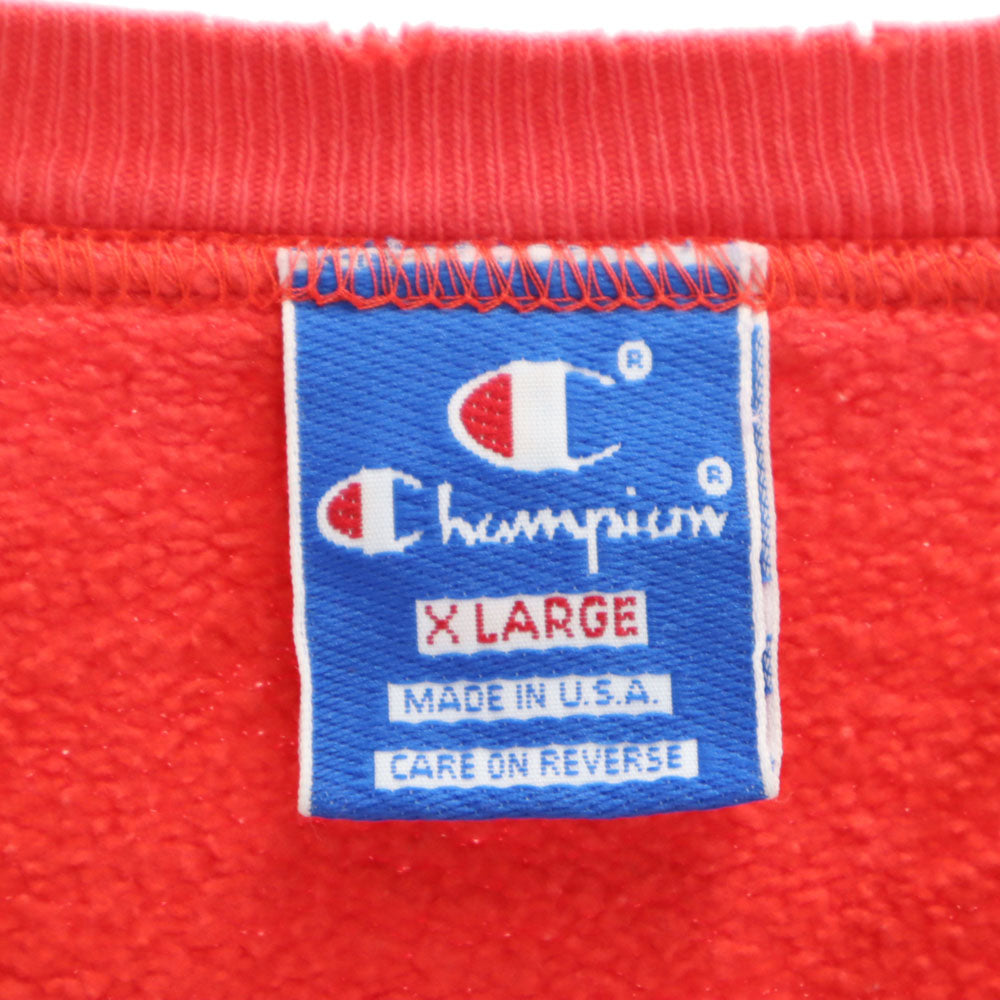 C®
Champion®
X LARGE
MADE IN U.S.A.
CARE ON REVERSE